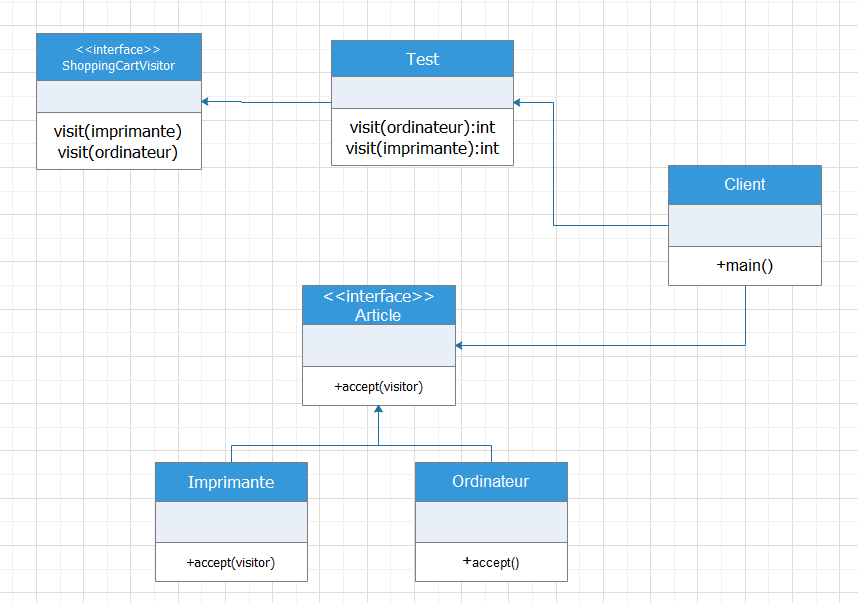 <<interface>>
ShoppingCartVisitor
visit(imprimante)
visit(ordinateur)
Test
visit(ordinateur):int
visit(imprimante):int
Client
+main()
<<interface>>
Article
+accept(visitor)
Imprimante
+accept(visitor)
Ordinateur
+accept()